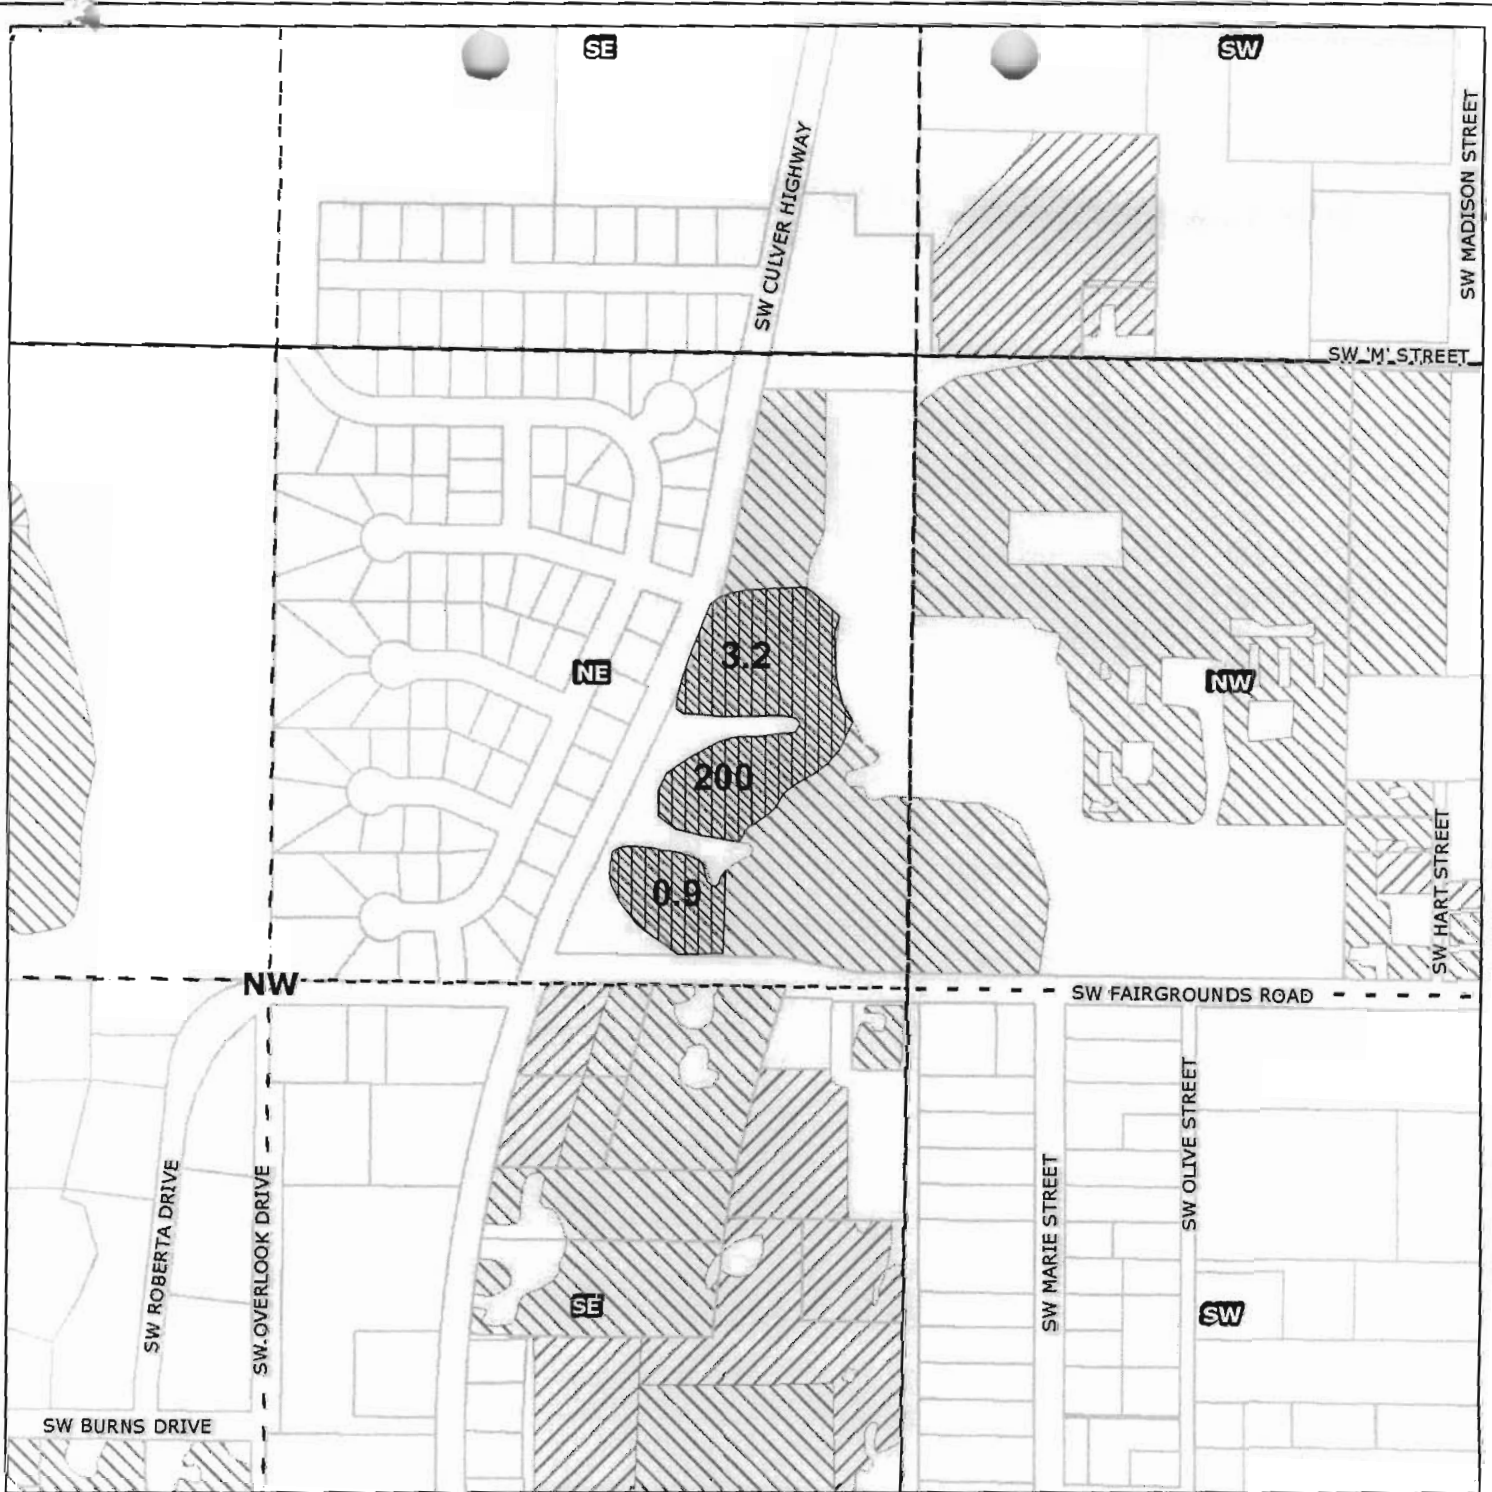 SE
SW
SW CULVER HIGHWAY
SW MADISON STREET
SW 'M' STREET
3.2
NE
NW
200
0.9
SW HART STREET
NW
SW FAIRGROUNDS ROAD
SW ROBERTA DRIVE
SW OVERLOOK DRIVE
SW MARIE STREET
SW OLIVE STREET
SE
SW
SW BURNS DRIVE